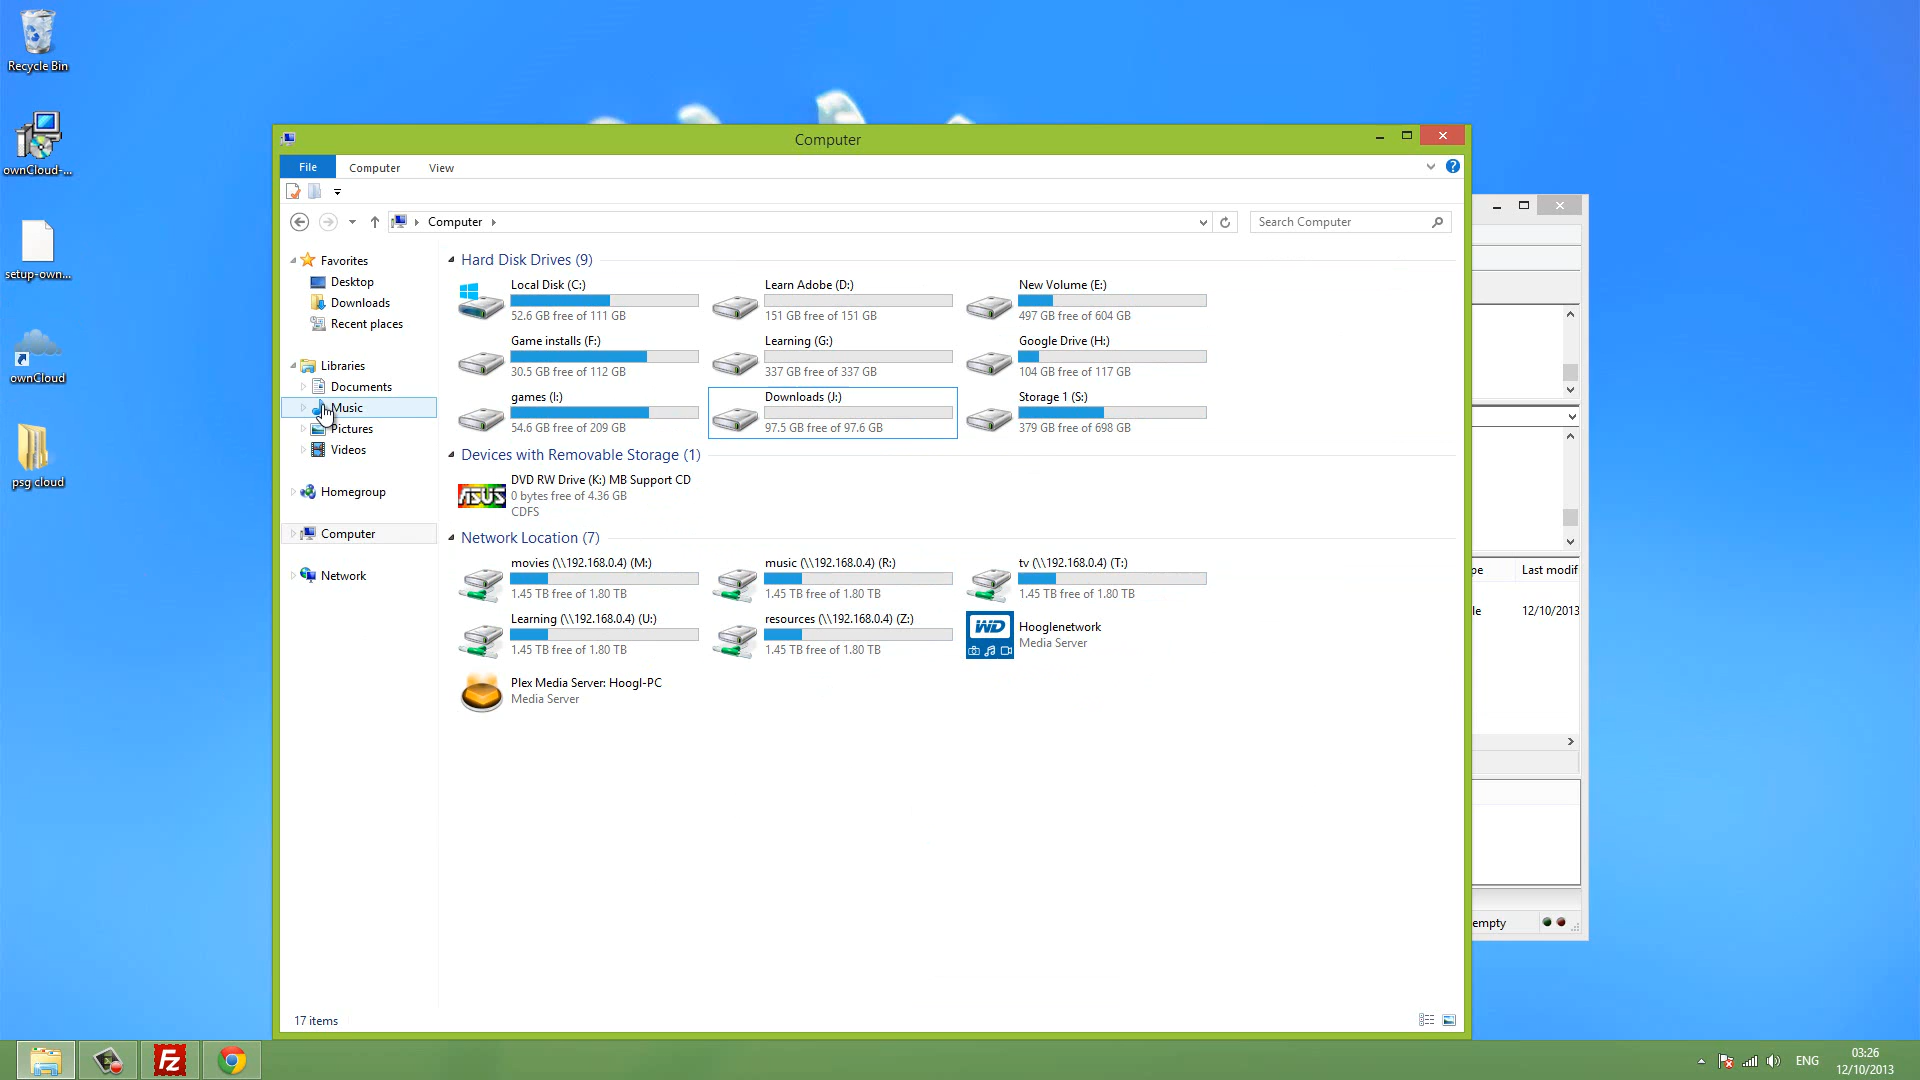 Recycle Bin
ownCloud-...
setup-own...
ownCloud
psg cloud
Computer
File
Computer
View
Computer
Search Computer
Favorites
Desktop
Downloads
Recent places
Libraries
Documents
Music
Pictures
Videos
Homegroup
Computer
Network
Hard Disk Drives (9)
Local Disk (C:)
52.6 GB free of 111 GB
Learn Adobe (D:)
151 GB free of 151 GB
New Volume (E:)
497 GB free of 604 GB
Game installs (F:)
30.5 GB free of 112 GB
Learning (G:)
337 GB free of 337 GB
Google Drive (H:)
104 GB free of 117 GB
games (I:)
54.6 GB free of 209 GB
Downloads (J:)
97.5 GB free of 97.6 GB
Storage 1 (S:)
379 GB free of 698 GB
Devices with Removable Storage (1)
ASUS
DVD RW Drive (K:) MB Support CD
0 bytes free of 4.36 GB
CDFS
Network Location (7)
movies (\\192.168.0.4) (M:)
1.45 TB free of 1.80 TB
music (\\192.168.0.4) (R:)
1.45 TB free of 1.80 TB
tv (\\192.168.0.4) (T:)
1.45 TB free of 1.80 TB
Learning (\\192.168.0.4) (U:)
1.45 TB free of 1.80 TB
resources (\\192.168.0.4) (Z:)
1.45 TB free of 1.80 TB
WD
Hooglenetwork
Media Server
Plex Media Server: Hoogl-PC
Media Server
17 items
pe
Last modif
le
12/10/2013
empty
Fz
ENG
03:26
12/10/2013